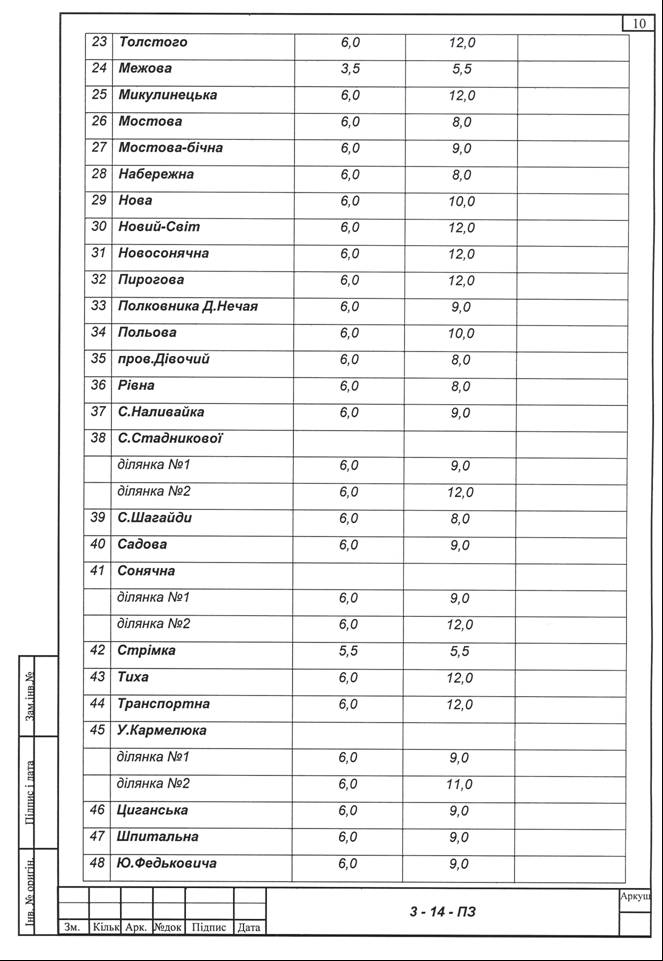 10
23 Толстого 6,0 12,0
24 Межова 3,5 5,5
25 Микулинецька 6,0 12,0
26 Мостова 6,0 8,0
27 Мостова-бічна 6,0 9,0
28 Набережна 6,0 8,0
29 Нова 6,0 10,0
30 Новий-Світ 6,0 12,0
31 Новосонячна 6,0 12,0
32 Пирогова 6,0 12,0
33 Полковника Д.Нечая 6,0 9,0
34 Польова 6,0 10,0
35 пров.Дівочий 6,0 8,0
36 Рівна 6,0 8,0
37 С.Наливайка 6,0 9,0
38 С.Стадникової
ділянка №1 6,0 9,0
ділянка №2 6,0 12,0
39 С.Шагайди 6,0 8,0
40 Садова 6,0 9,0
41 Сонячна
ділянка №1 6,0 9,0
ділянка №2 6,0 12,0
42 Стрімка 5,5 5,5
43 Тиха 6,0 12,0
44 Транспортна 6,0 12,0
45 У.Кармелюка
ділянка №1 6,0 9,0
ділянка №2 6,0 11,0
46 Циганська 6,0 9,0
47 Шпитальна 6,0 9,0
48 Ю.Федьковича 6,0 9,0
Зам.інв.№
Підпис і дата
Інв. № оригін.
3 - 14 - ПЗ
Аркуш
Зм. Кільк Арк. №док Підпис Дата